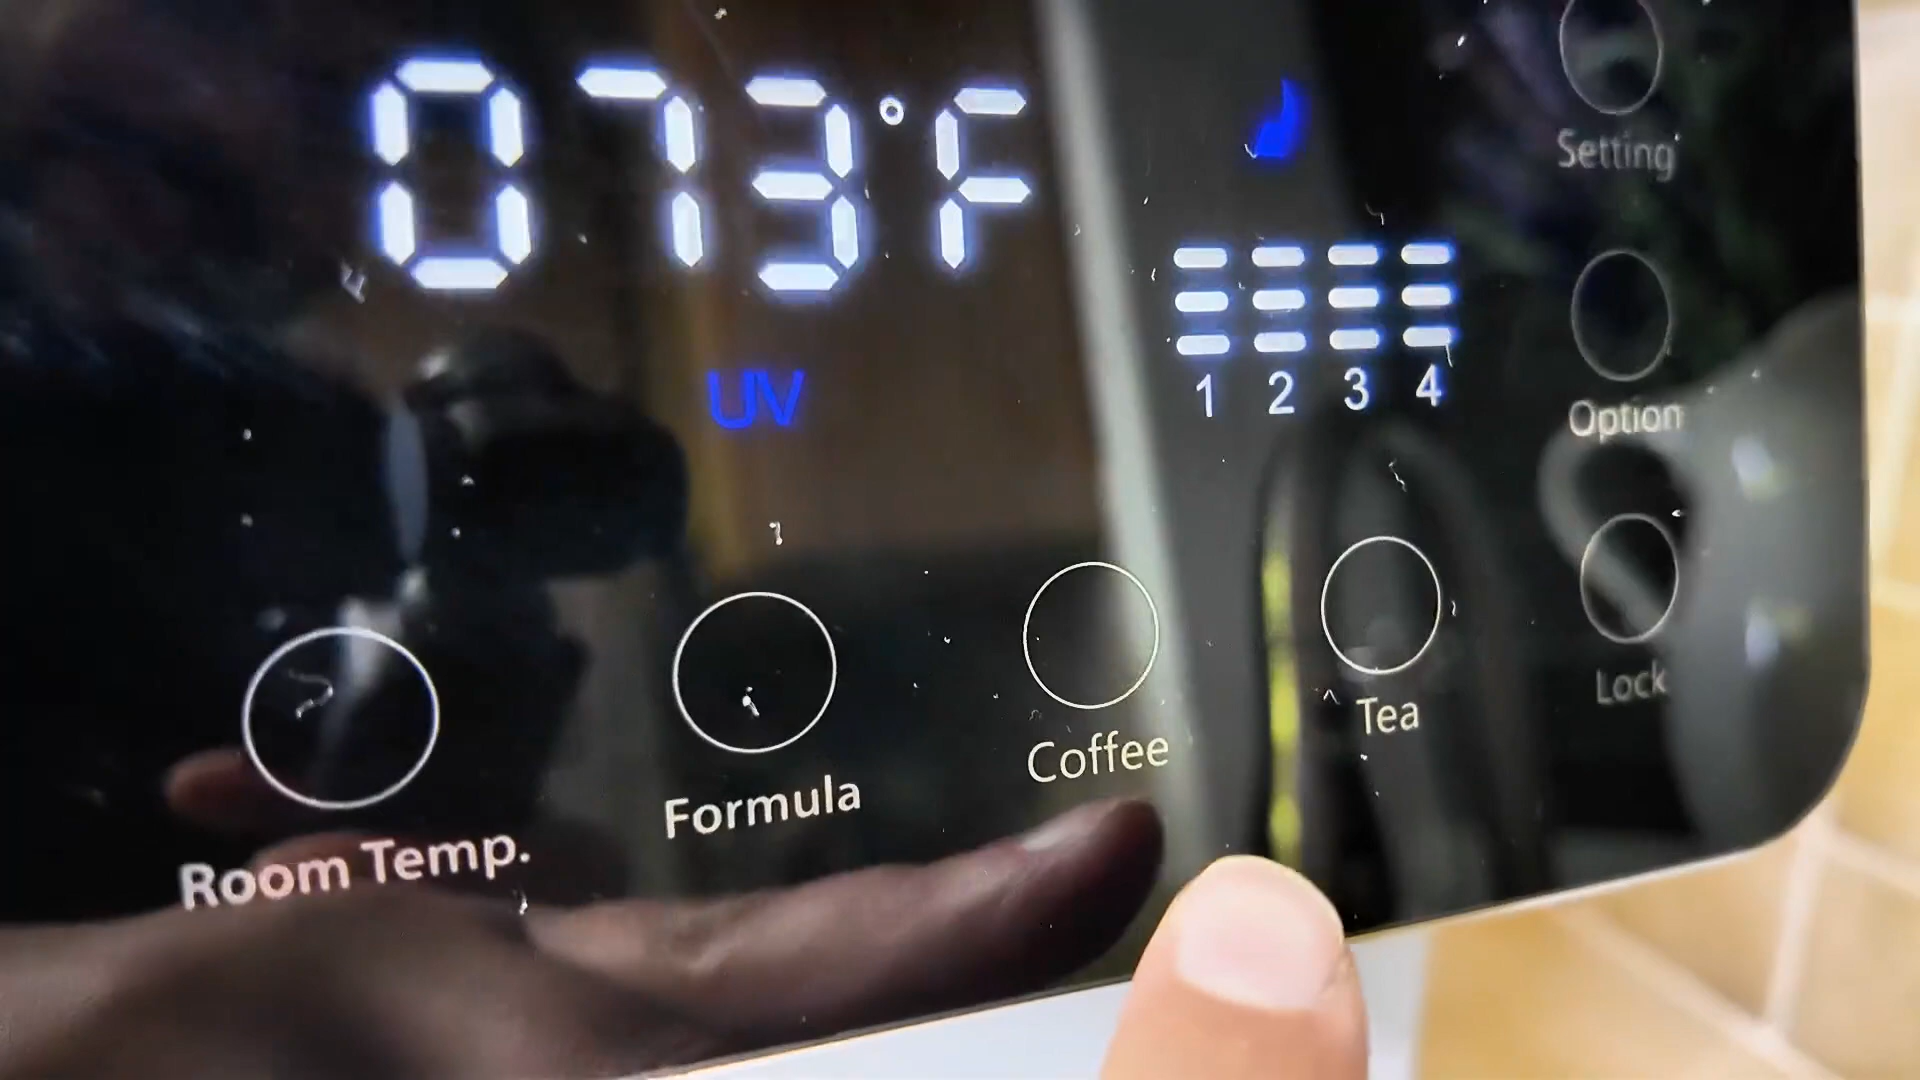 073°F
UV
1 2 3 4
Setting
Option
Lock
Room Temp.
Formula
Coffee
Tea